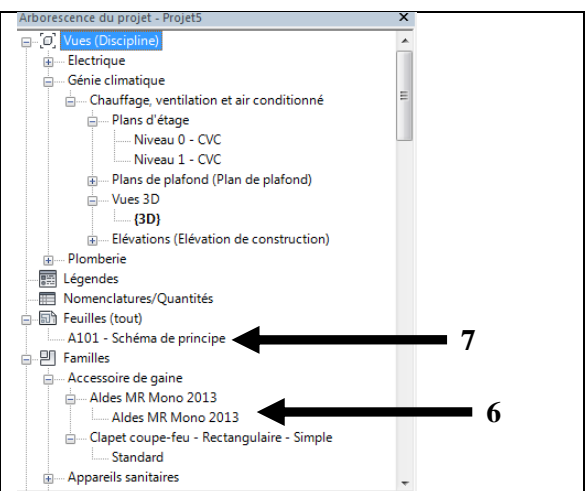 Arborescence du projet - Projet5
Vues (Discipline)
Electrique
Génie climatique
Chauffage, ventilation et air conditionné
Plans d'étage
Niveau 0 - CVC
Niveau 1 - CVC
Plans de plafond (Plan de plafond)
Vues 3D
{3D}
Elévations (Elévation de construction)
Plomberie
Légendes
Nomenclatures/Quantités
Feuilles (tout)
A101 - Schéma de principe 7
Familles
Accessoire de gaine
Aldes MR Mono 2013
Aldes MR Mono 2013 6
Clapet coupe-feu - Rectangulaire - Simple
Standard
Appareils sanitaires